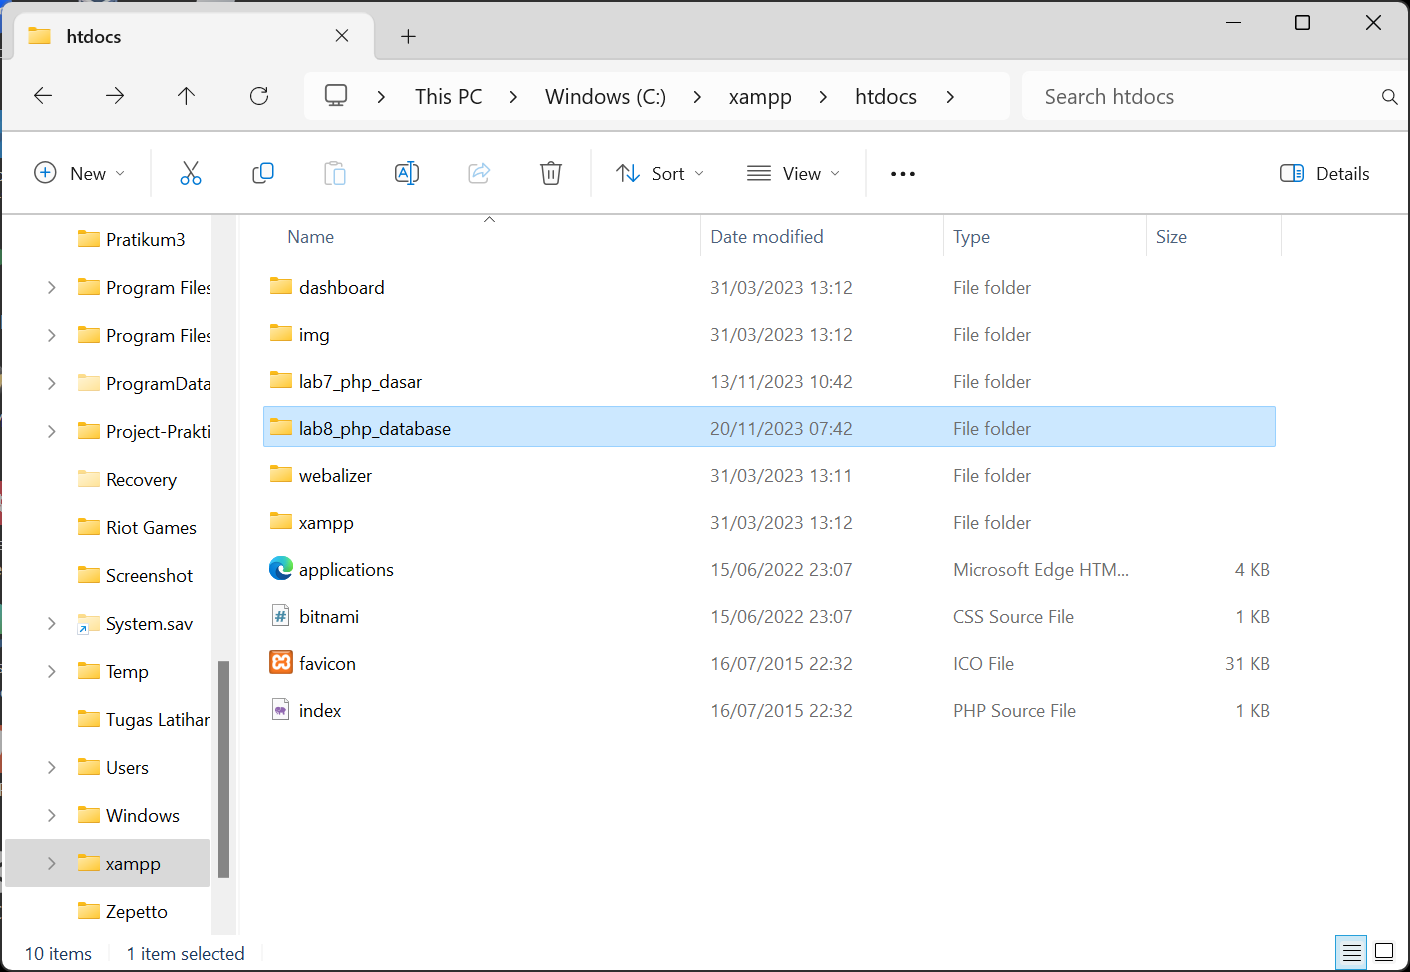 htdocs
This PC
Windows (C:)
xampp
htdocs
Search htdocs
New
Sort
View
Details
Pratikum3
Program Files
Program Files
ProgramData
Project-Prakti
Recovery
Riot Games
Screenshot
System.sav
Temp
Tugas Latihan
Users
Windows
xampp
Zepetto
Name Date modified Type Size
dashboard 31/03/2023 13:12 File folder
img 31/03/2023 13:12 File folder
lab7_php_dasar 13/11/2023 10:42 File folder
lab8_php_database 20/11/2023 07:42 File folder
webalizer 31/03/2023 13:11 File folder
xampp 31/03/2023 13:12 File folder
applications 15/06/2022 23:07 Microsoft Edge HTM... 4 KB
bitnami 15/06/2022 23:07 CSS Source File 1 KB
favicon 16/07/2015 22:32 ICO File 31 KB
index 16/07/2015 22:32 PHP Source File 1 KB
10 items 1 item selected